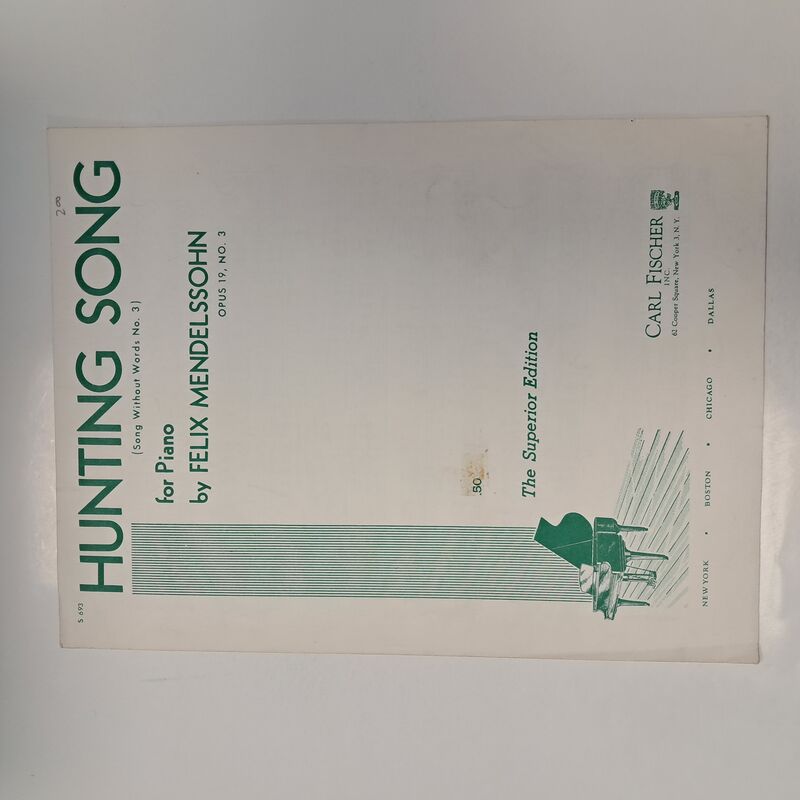 S 693
200
HUNTING SONG
(Song Without Words No. 3)
for Piano
by FELIX MENDELSSOHN
OPUS 19, NO. 3
.50
The Superior Edition
CARL FISCHER
INC.
62 Cooper Square, New York 3, N. Y.
NEW YORK • BOSTON • CHICAGO • DALLAS